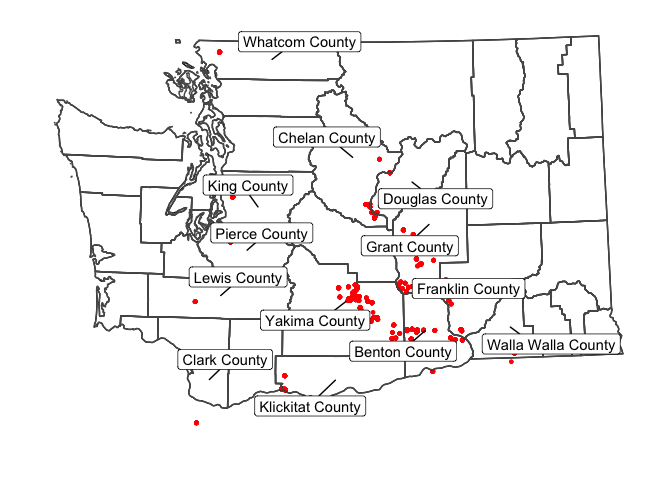 Whatcom County
Chelan County
King County
Douglas County
Pierce County
Grant County
Lewis County
Franklin County
Yakima County
Walla Walla County
Benton County
Clark County
Klickitat County